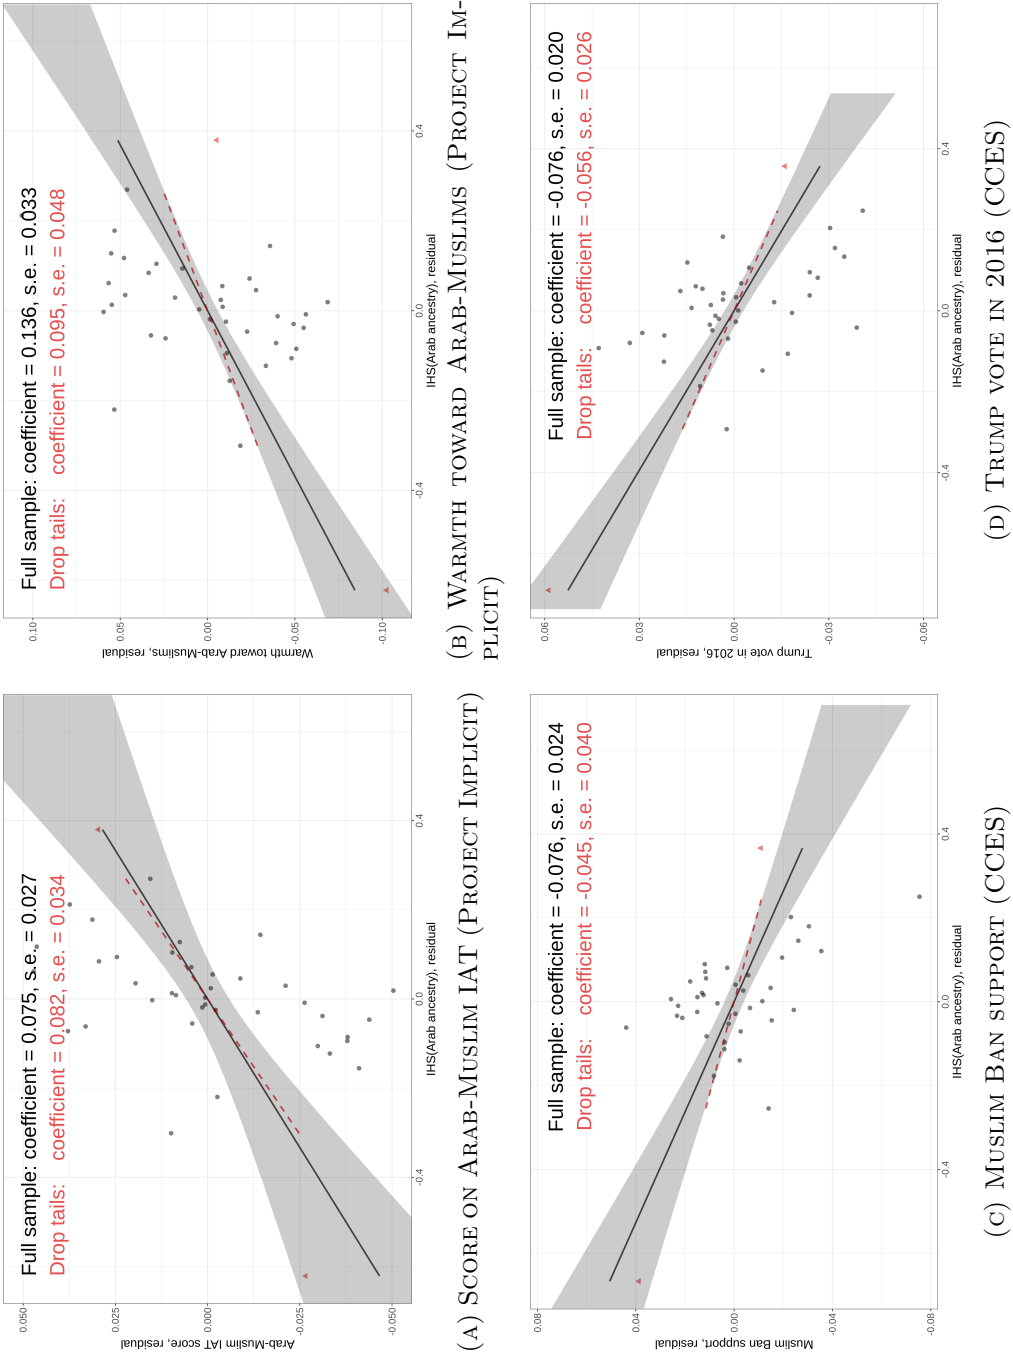 Full sample: coefficient = 0.075, s.e. = 0.027
Drop tails: coefficient = 0.082, s.e. = 0.034
0.050
0.025
0.000
-0.025
-0.050
Arab-Muslim IAT score, residual
-0.4
0.0
0.4
IHS(Arab ancestry), residual
(A) Score on Arab-Muslim IAT (Project Implicit)
Full sample: coefficient = 0.136, s.e. = 0.033
Drop tails: coefficient = 0.095, s.e. = 0.048
0.10
0.05
0.00
-0.05
-0.10
Warmth toward Arab-Muslims, residual
-0.4
0.0
0.4
IHS(Arab ancestry), residual
(B) Warmth toward Arab-Muslims (Project Im-
plicit)
Full sample: coefficient = -0.076, s.e. = 0.024
Drop tails: coefficient = -0.045, s.e. = 0.040
0.08
0.04
0.00
-0.04
-0.08
Muslim Ban support, residual
-0.4
0.0
0.4
IHS(Arab ancestry), residual
(C) Muslim Ban support (CCES)
Full sample: coefficient = -0.076, s.e. = 0.020
Drop tails: coefficient = -0.056, s.e. = 0.026
0.06
0.03
0.00
-0.03
-0.06
Trump vote in 2016, residual
-0.4
0.0
0.4
IHS(Arab ancestry), residual
(D) Trump vote in 2016 (CCES)